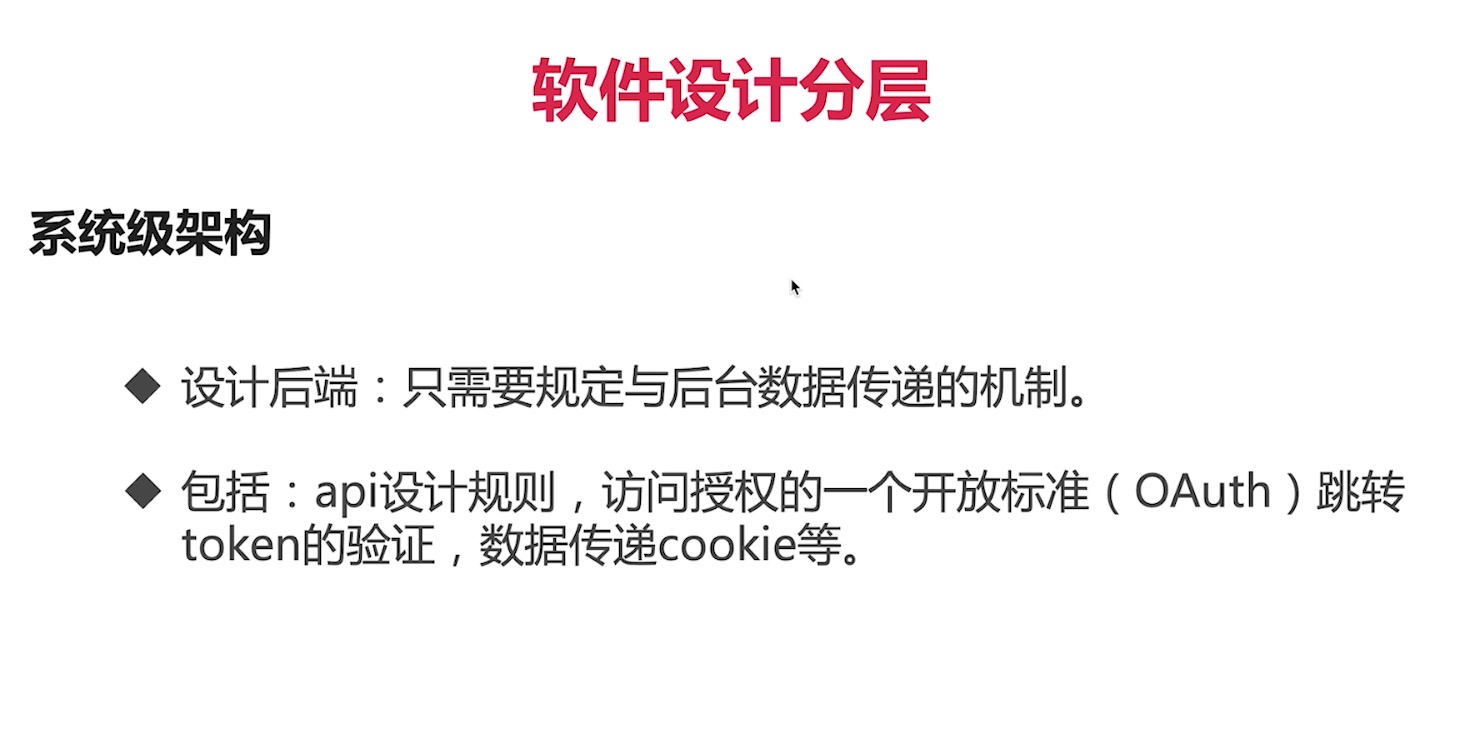 软件设计分层
系统级架构
◆ 设计后端：只需要规定与后台数据传递的机制。
◆ 包括：api设计规则，访问授权的一个开放标准（OAuth）跳转
token的验证，数据传递cookie等。